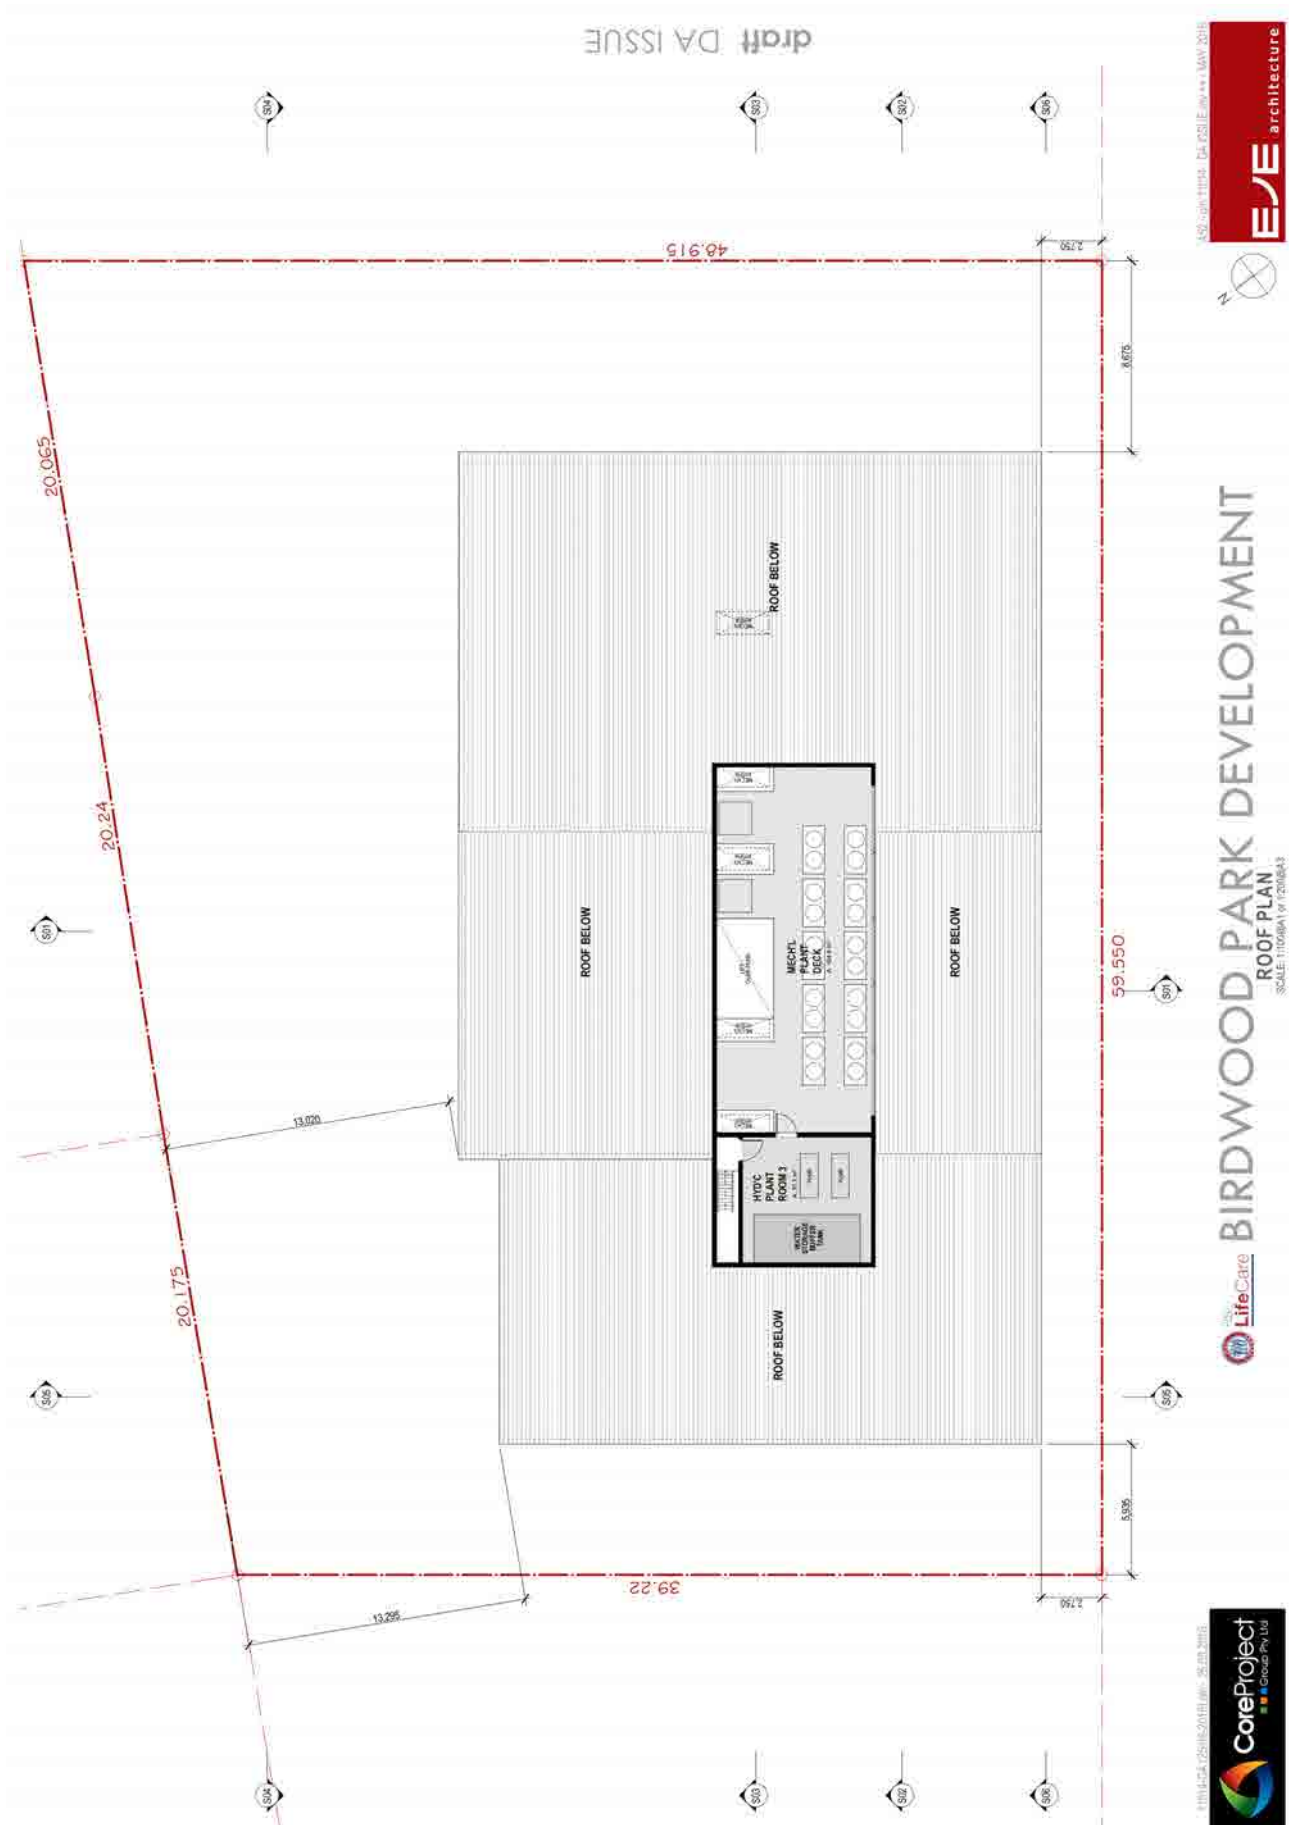 draft DA ISSUE
S04
S03
S02
S06
48.915
2,750
20.065
8,675
ROOF BELOW
20.24
S01
ROOF BELOW
MECH'L
PLANT
DECK
ROOF BELOW
59.550
S01
13,020
HYD'C
PLANT
ROOM 3
WATER
STORAGE
BUFFER
TANK
20.175
ROOF BELOW
S05
S05
5,935
39.22
2,750
13,295
S04
S03
S02
S06
N
EJE architecture
LifeCare
BIRDWOOD PARK DEVELOPMENT
ROOF PLAN
CoreProject
Group Pty Ltd